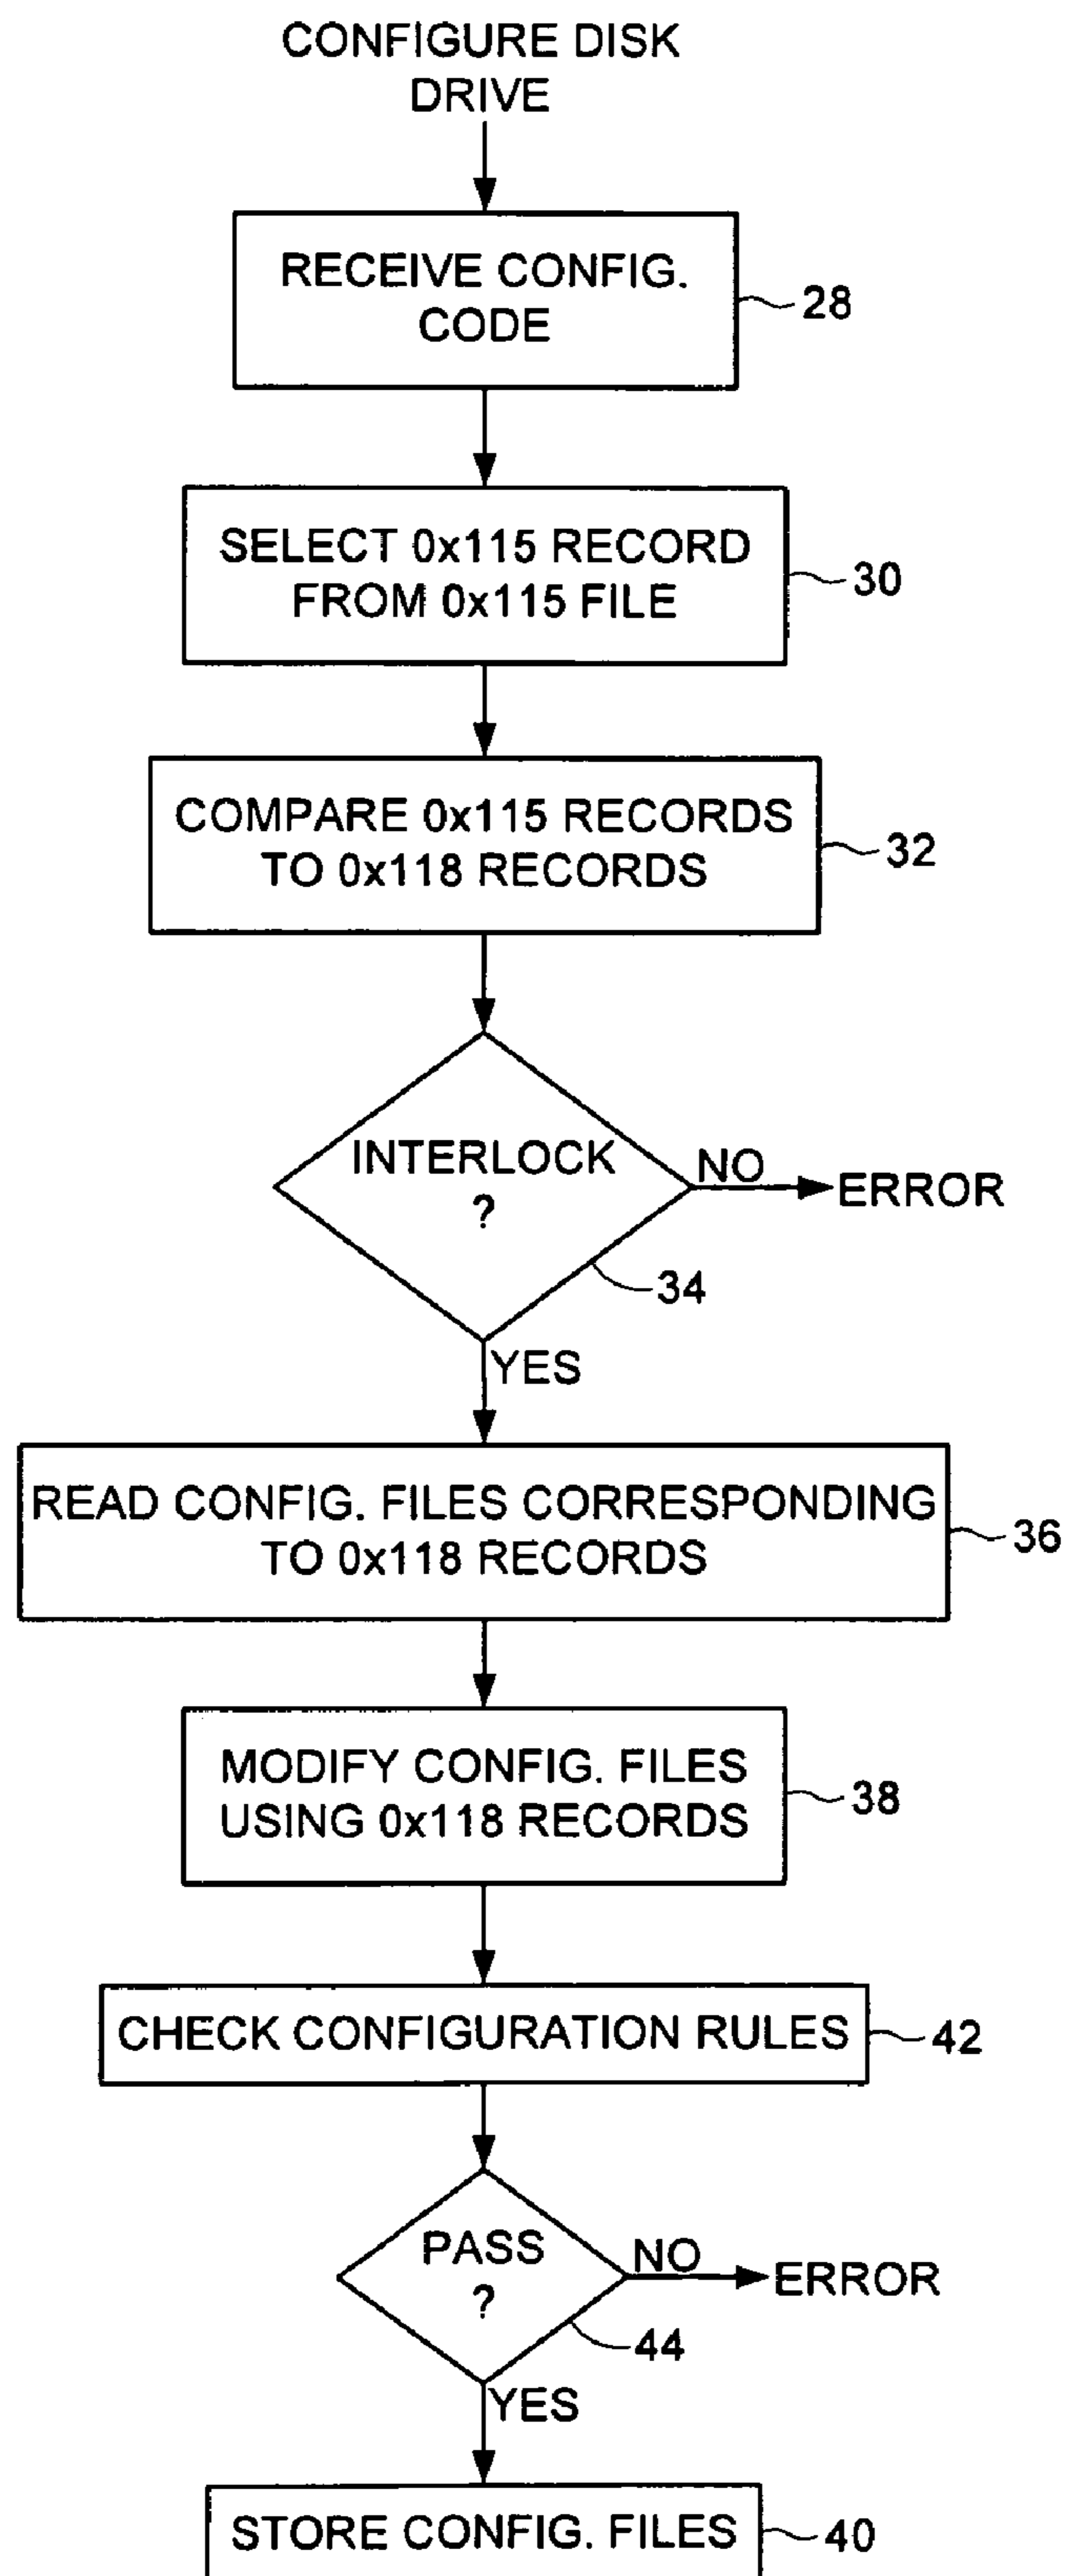 CONFIGURE DISK
DRIVE
RECEIVE CONFIG.
CODE
28
SELECT 0x115 RECORD
FROM 0x115 FILE
30
COMPARE 0x115 RECORDS
TO 0x118 RECORDS
32
INTERLOCK
?
NO
ERROR
34
YES
READ CONFIG. FILES CORRESPONDING
TO 0x118 RECORDS
36
MODIFY CONFIG. FILES
USING 0x118 RECORDS
38
CHECK CONFIGURATION RULES
42
PASS
?
NO
ERROR
44
YES
STORE CONFIG. FILES
40